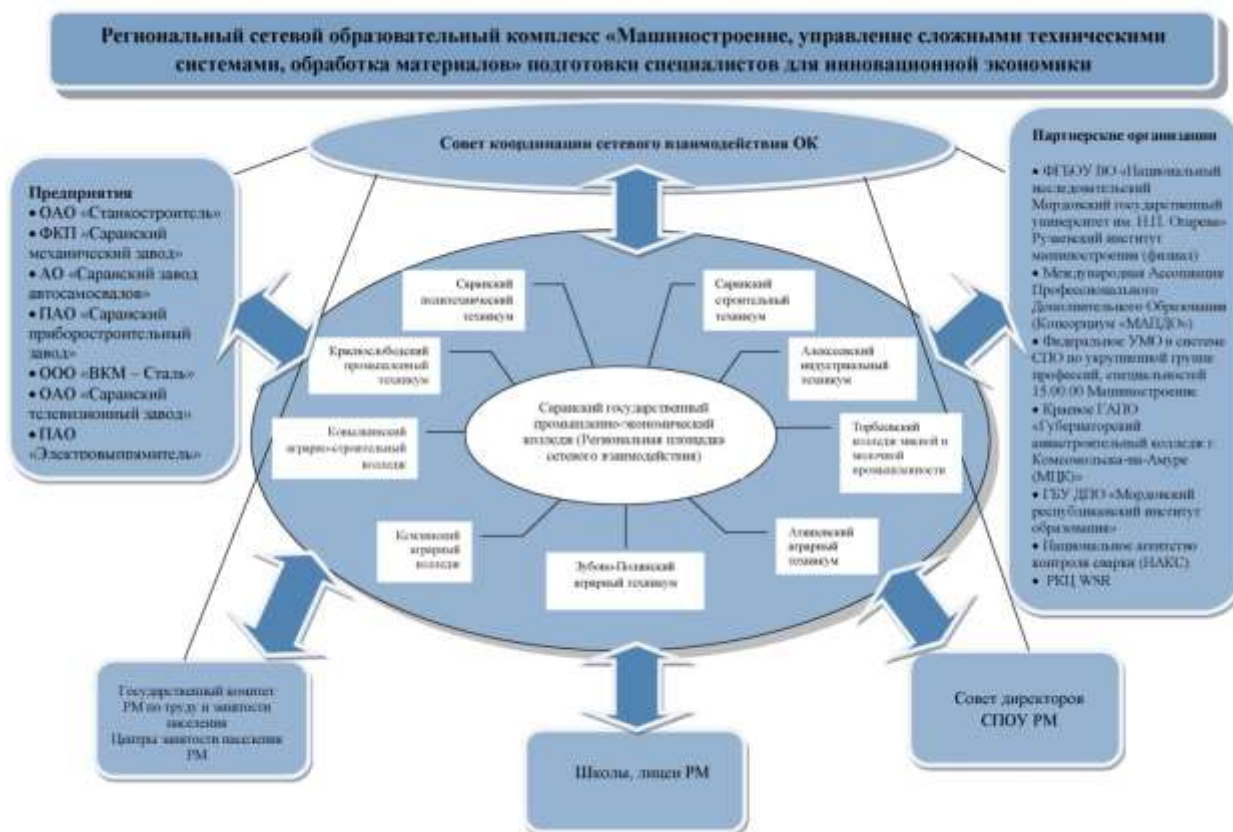 Региональный сетевой образовательный комплекс «Машиностроение, управление сложными техническими
системами, обработка материалов» подготовки специалистов для инновационной экономики
Совет координации сетевого взаимодействия ОК
Предприятия
• ОАО «Станкостроитель»
• ФКП «Саранский
механический завод»
• АО «Саранский завод
автосамосвалов»
• ПАО «Саранский
приборостроительный
завод»
• ООО «ВКМ – Сталь»
• ОАО «Саранский
телевизионный завод»
• ПАО
«Электровыпрямитель»
Партнерские организации
• ФГБОУ ВО «Национальный
исследовательский
Мордовский государственный
университет им. Н.П. Огарева»
Рузаевский институт
машиностроения (филиал)
• Международная Ассоциация
Профессионального
Дополнительного Образования
(Консорциум «МАПДО»)
• Федеральное УМО в системе
СПО по укрупненной группе
профессий, специальностей
15.00.00 Машиностроение
• Краевое ГАПО
«Губернаторский
авиастроительный колледж г.
Комсомольска-на-Амуре
(МЦК)»
• ГБУ ДПО «Мордовский
республиканский институт
образования»
• Национальное агентство
контроля сварки (НАКС)
• РКЦ WSR
Саранский
политехнический
техникум
Саранский
строительный
техникум
Краснослободский
промышленный
техникум
Алексеевский
индустриальный
техникум
Саранский государственный
промышленно-экономический
колледж (Региональная площадка
сетевого взаимодействия)
Ковылкинский
аграрно-строительный
колледж
Торбеевский
колледж мясной и
молочной
промышленности
Кемлянский
аграрный
колледж
Зубово-Полянский
аграрный техникум
Атяшевский
аграрный
техникум
Государственный комитет
РМ по труду и занятости
населения
Центры занятости населения
РМ
Школы, лицеи РМ
Совет директоров
СПОУ РМ